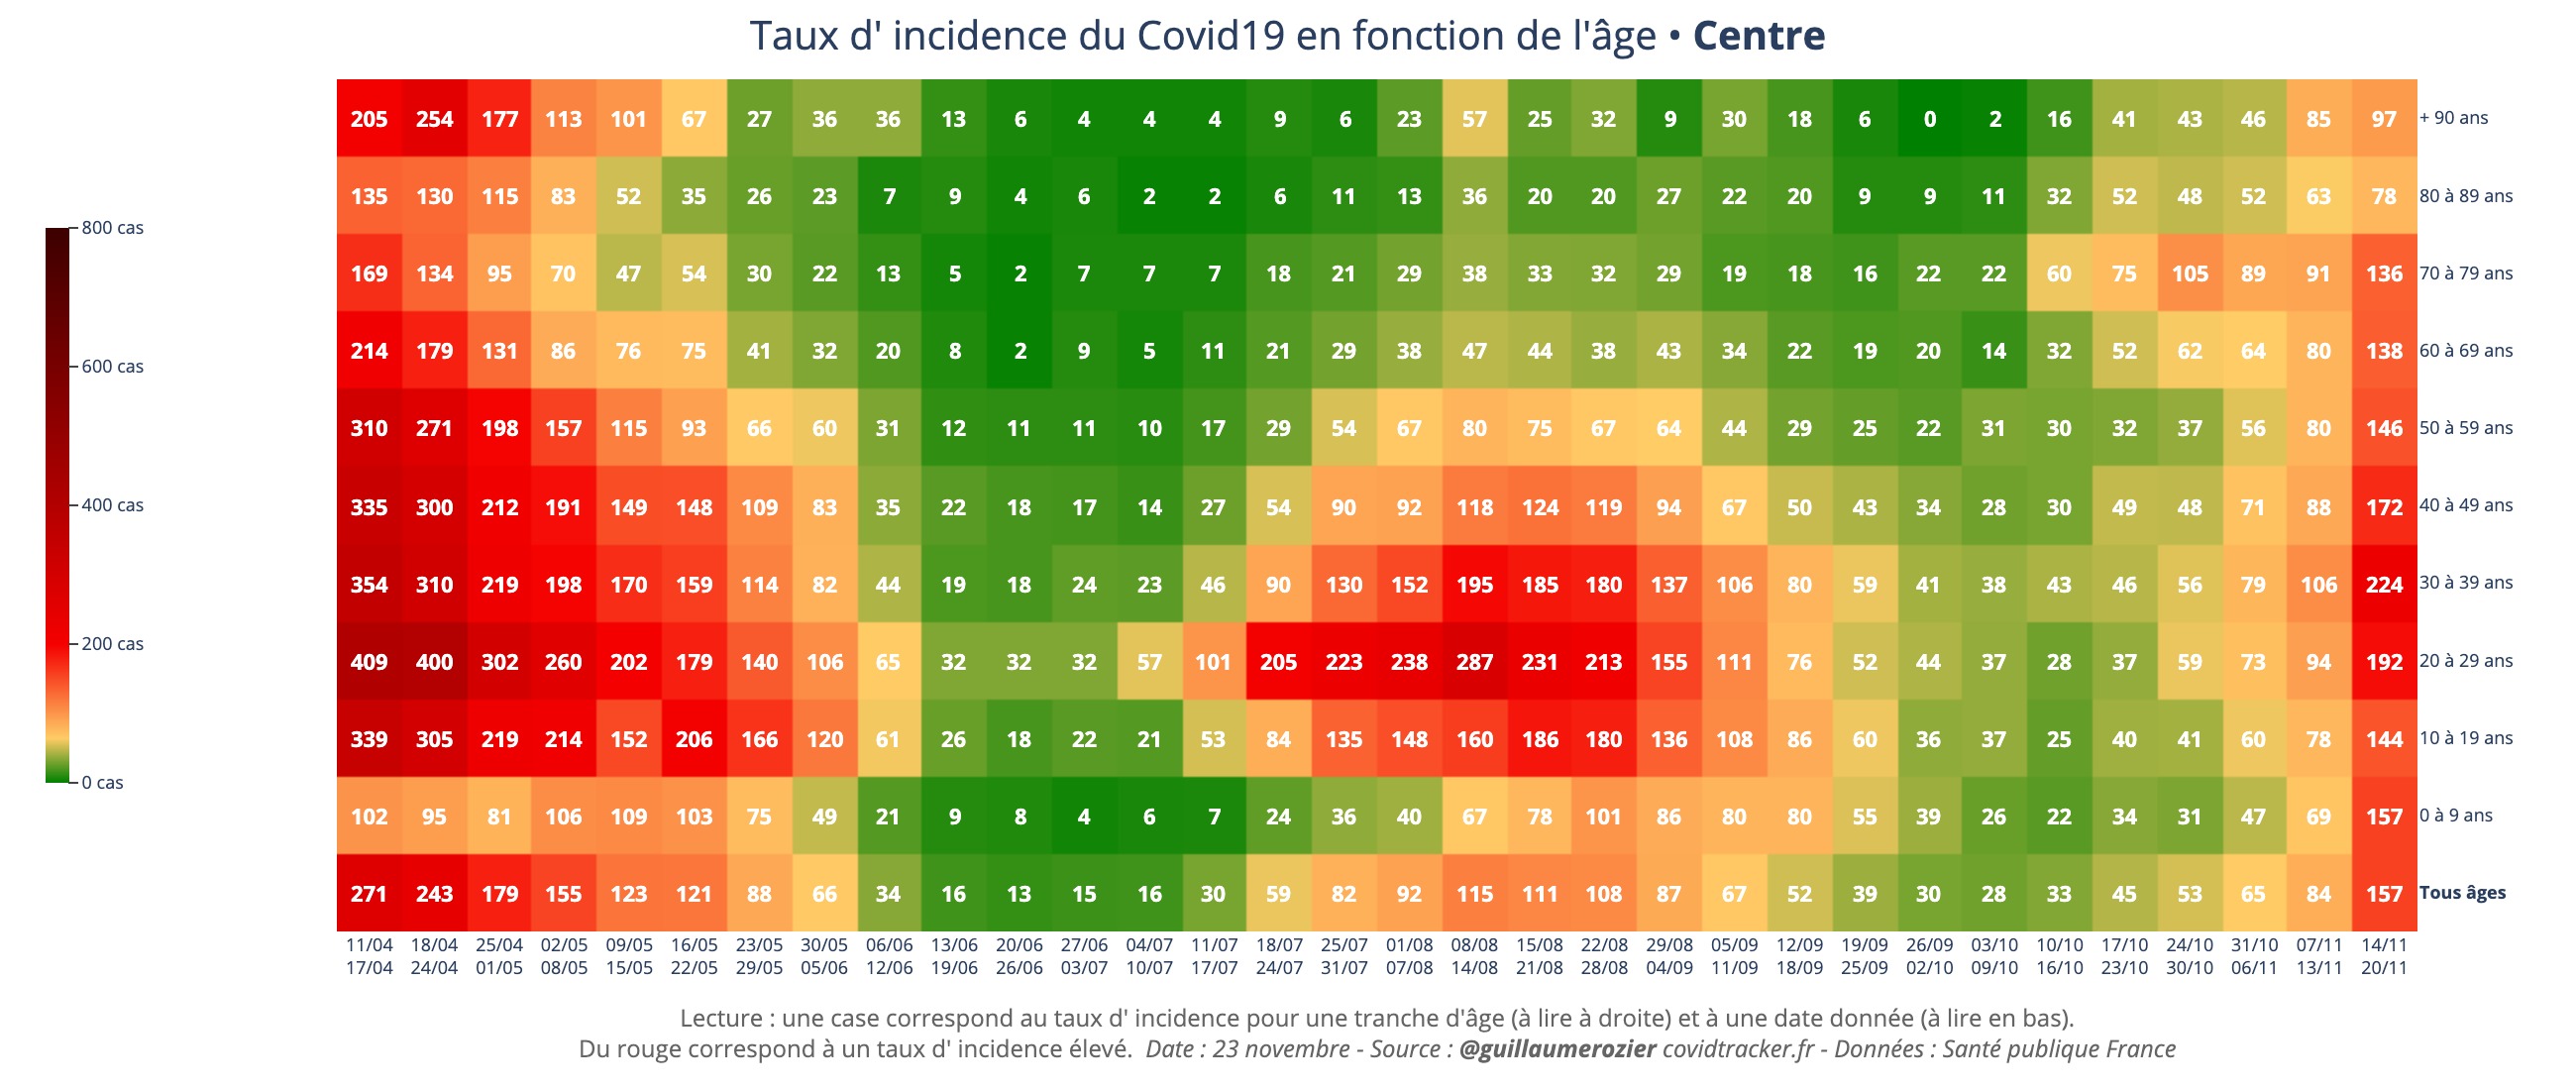 Taux d' incidence du Covid19 en fonction de l'âge • Centre
205 254 177 113 101 67 27 36 36 13 6 4 4 4 9 6 23 57 25 32 9 30 18 6 0 2 16 41 43 46 85 97 + 90 ans
135 130 115 83 52 35 26 23 7 9 4 6 2 2 6 11 13 36 20 20 27 22 20 9 9 11 32 52 48 52 63 78 80 à 89 ans
800 cas
169 134 95 70 47 54 30 22 13 5 2 7 7 7 18 21 29 38 33 32 29 19 18 16 22 22 60 75 105 89 91 136 70 à 79 ans
214 179 131 86 76 75 41 32 20 8 2 9 5 11 21 29 38 47 44 38 43 34 22 19 20 14 32 52 62 64 80 138 60 à 69 ans
600 cas
310 271 198 157 115 93 66 60 31 12 11 11 10 17 29 54 67 80 75 67 64 44 29 25 22 31 30 32 37 56 80 146 50 à 59 ans
400 cas
335 300 212 191 149 148 109 83 35 22 18 17 14 27 54 90 92 118 124 119 94 67 50 43 34 28 30 49 48 71 88 172 40 à 49 ans
354 310 219 198 170 159 114 82 44 19 18 24 23 46 90 130 152 195 185 180 137 106 80 59 41 38 43 46 56 79 106 224 30 à 39 ans
200 cas
409 400 302 260 202 179 140 106 65 32 32 32 57 101 205 223 238 287 231 213 155 111 76 52 44 37 28 37 59 73 94 192 20 à 29 ans
339 305 219 214 152 206 166 120 61 26 18 22 21 53 84 135 148 160 186 180 136 108 86 60 36 37 25 40 41 60 78 144 10 à 19 ans
0 cas
102 95 81 106 109 103 75 49 21 9 8 4 6 7 24 36 40 67 78 101 86 80 80 55 39 26 22 34 31 47 69 157 0 à 9 ans
271 243 179 155 123 121 88 66 34 16 13 15 16 30 59 82 92 115 111 108 87 67 52 39 30 28 33 45 53 65 84 157 Tous âges
11/04 18/04 25/04 02/05 09/05 16/05 23/05 30/05 06/06 13/06 20/06 27/06 04/07 11/07 18/07 25/07 01/08 08/08 15/08 22/08 29/08 05/09 12/09 19/09 26/09 03/10 10/10 17/10 24/10 31/10 07/11 14/11
17/04 24/04 01/05 08/05 15/05 22/05 29/05 05/06 12/06 19/06 26/06 03/07 10/07 17/07 24/07 31/07 07/08 14/08 21/08 28/08 04/09 11/09 18/09 25/09 02/10 09/10 16/10 23/10 30/10 06/11 13/11 20/11
Lecture : une case correspond au taux d' incidence pour une tranche d'âge (à lire à droite) et à une date donnée (à lire en bas).
Du rouge correspond à un taux d' incidence élevé. Date : 23 novembre - Source : @guillaumerozier covidtracker.fr - Données : Santé publique France